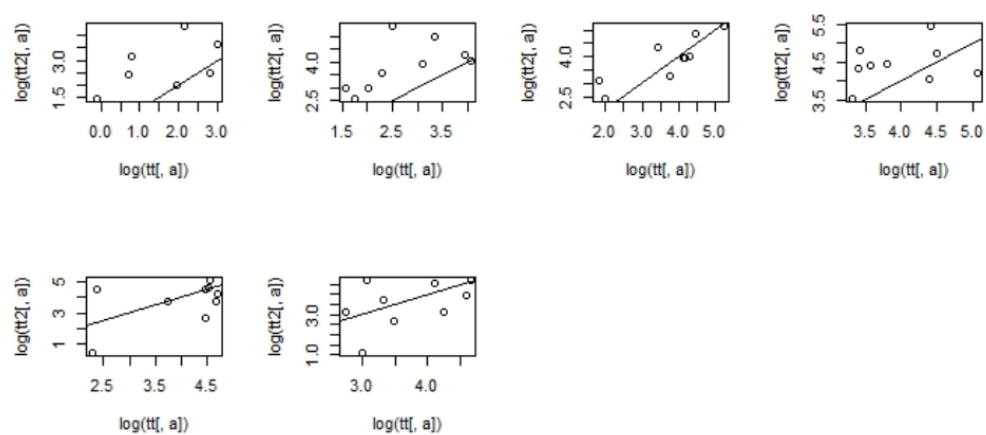 log(tt2[, a])
1.5 3.0
0.0 1.0 2.0 3.0
log(tt[, a])
log(tt2[, a])
2.5 4.0
1.5 2.5 3.5
log(tt[, a])
log(tt2[, a])
2.5 4.0
2.0 3.0 4.0 5.0
log(tt[, a])
log(tt2[, a])
3.5 4.5 5.5
3.5 4.0 4.5 5.0
log(tt[, a])
log(tt2[, a])
1 3 5
2.5 3.5 4.5
log(tt[, a])
log(tt2[, a])
1.0 3.0
3.0 4.0
log(tt[, a])